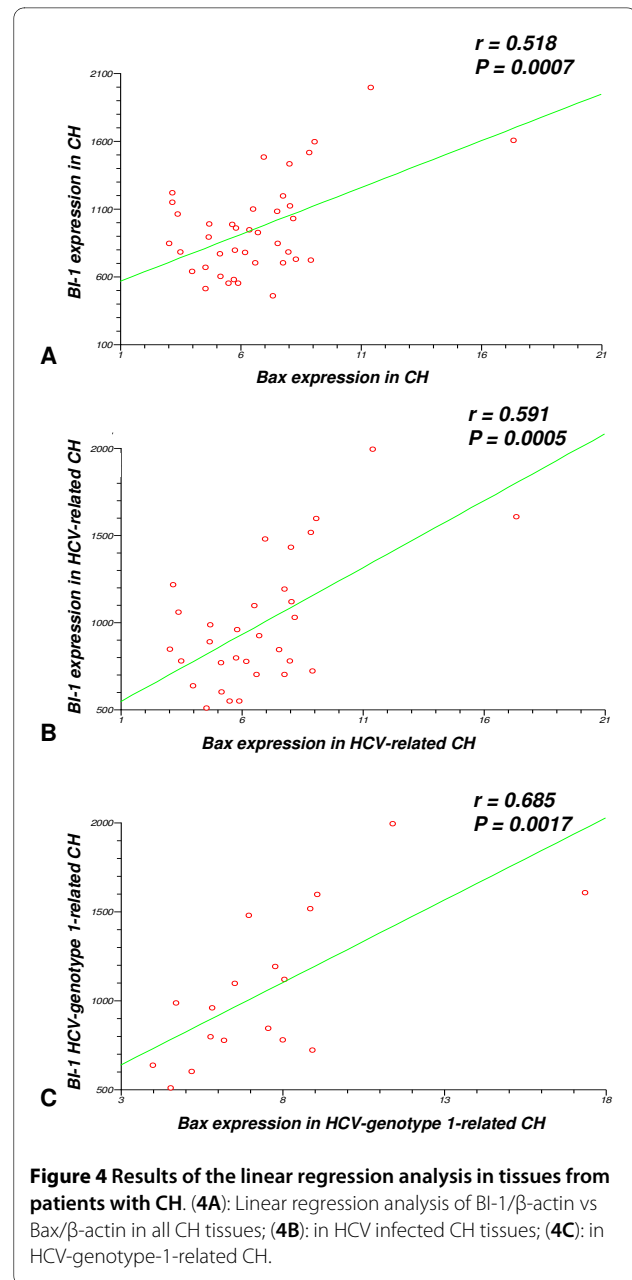 r = 0.518
P = 0.0007
2100
1600
1100
600
100
BI-1 expression in CH
A
1
6
11
16
21
Bax expression in CH
r = 0.591
P = 0.0005
2000
1500
1000
500
BI-1 expression in HCV-related CH
B
1
6
11
16
21
Bax expression in HCV-related CH
r = 0.685
P = 0.0017
2000
1500
1000
500
BI-1 HCV-genotype 1-related CH
C
3
8
13
18
Bax expression in HCV-genotype 1-related CH
Figure 4 Results of the linear regression analysis in tissues from
patients with CH. (4A): Linear regression analysis of BI-1/β-actin vs
Bax/β-actin in all CH tissues; (4B): in HCV infected CH tissues; (4C): in
HCV-genotype-1-related CH.